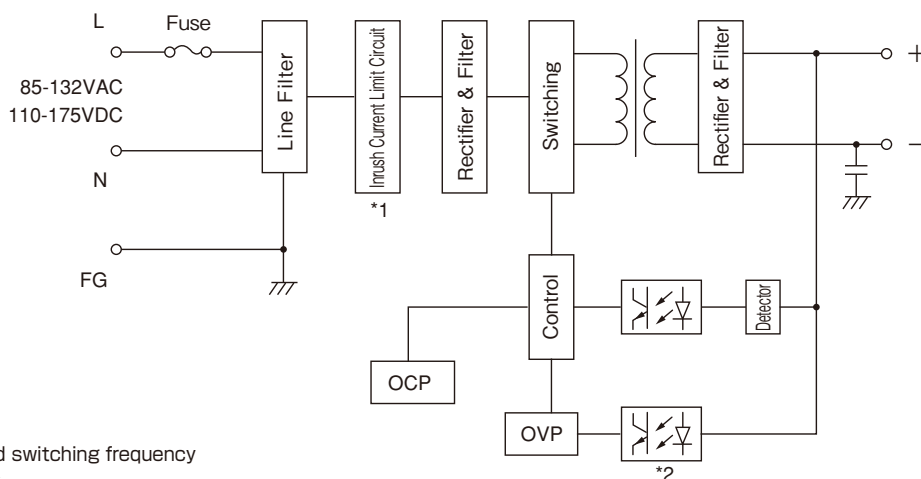 L
Fuse
85-132VAC
110-175VDC
N
FG
Line Filter
Inrush Current Limit Circuit
*1
Rectifier & Filter
Switching
Rectifier & Filter
+
−
Control
Detector
OCP
OVP
*2
switching frequency